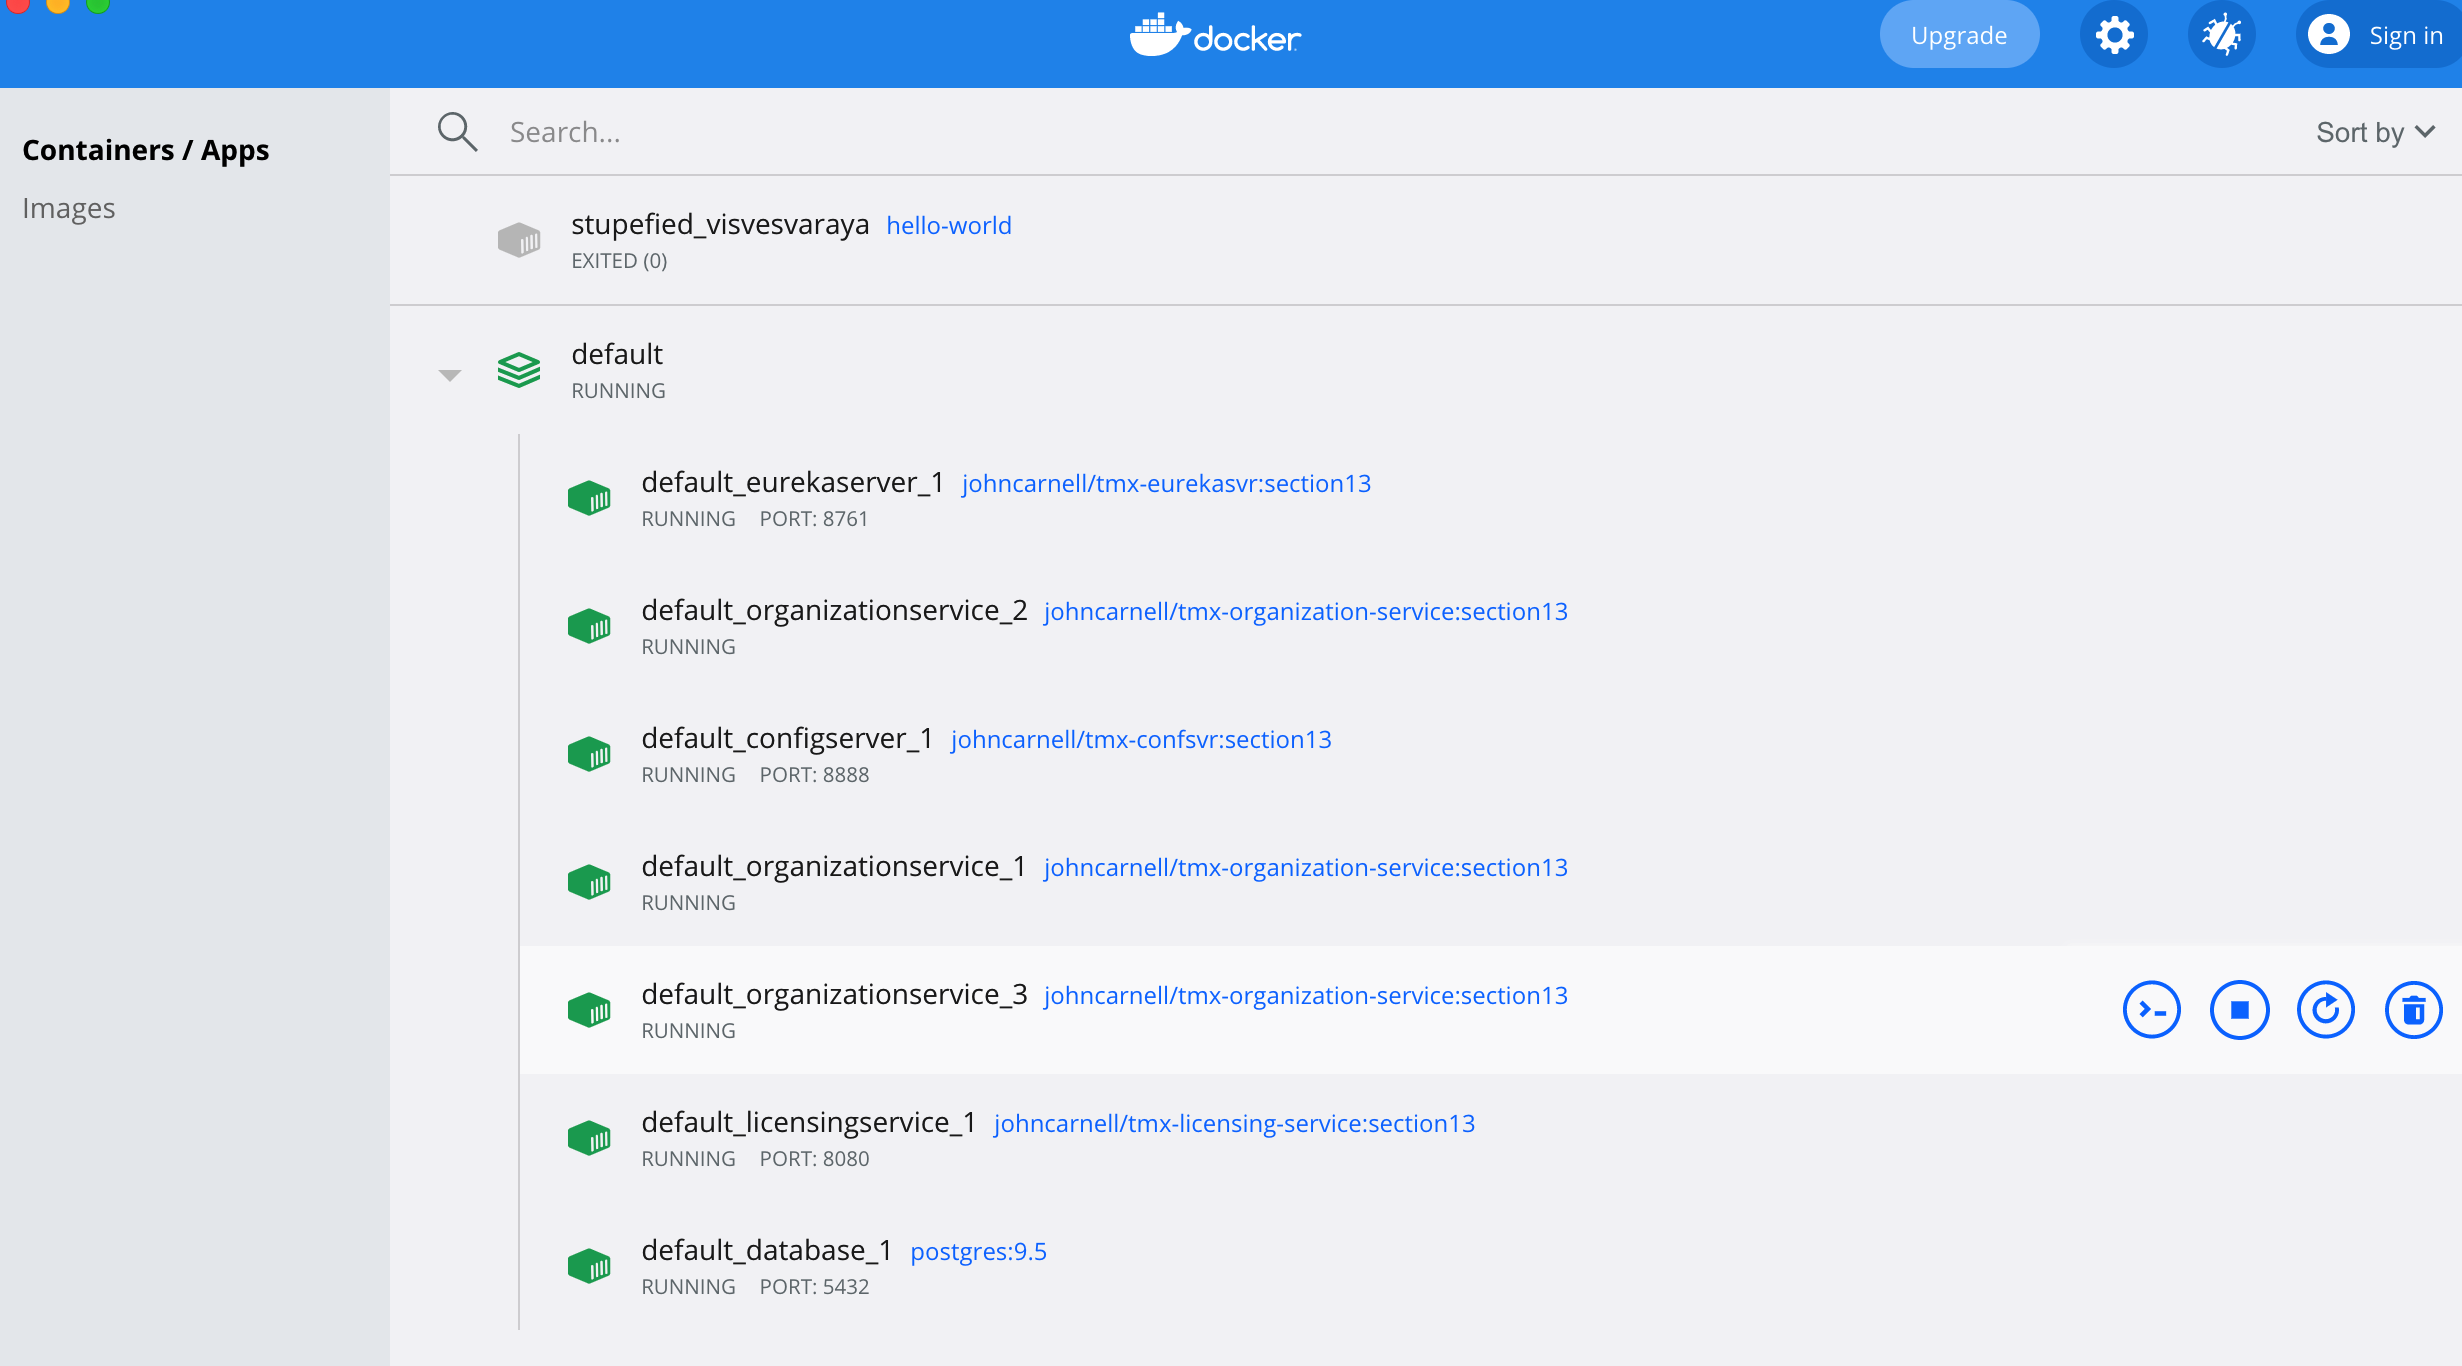 docker
Upgrade
Sign in
Containers / Apps
Images
Search...
Sort by
stupefied_visvesvaraya hello-world
EXITED (0)
default
RUNNING
default_eurekaserver_1 johncarnell/tmx-eurekasvr:section13
RUNNING PORT: 8761
default_organizationservice_2 johncarnell/tmx-organization-service:section13
RUNNING
default_configserver_1 johncarnell/tmx-confsvr:section13
RUNNING PORT: 8888
default_organizationservice_1 johncarnell/tmx-organization-service:section13
RUNNING
default_organizationservice_3 johncarnell/tmx-organization-service:section13
RUNNING
default_licensingservice_1 johncarnell/tmx-licensing-service:section13
RUNNING PORT: 8080
default_database_1 postgres:9.5
RUNNING PORT: 5432